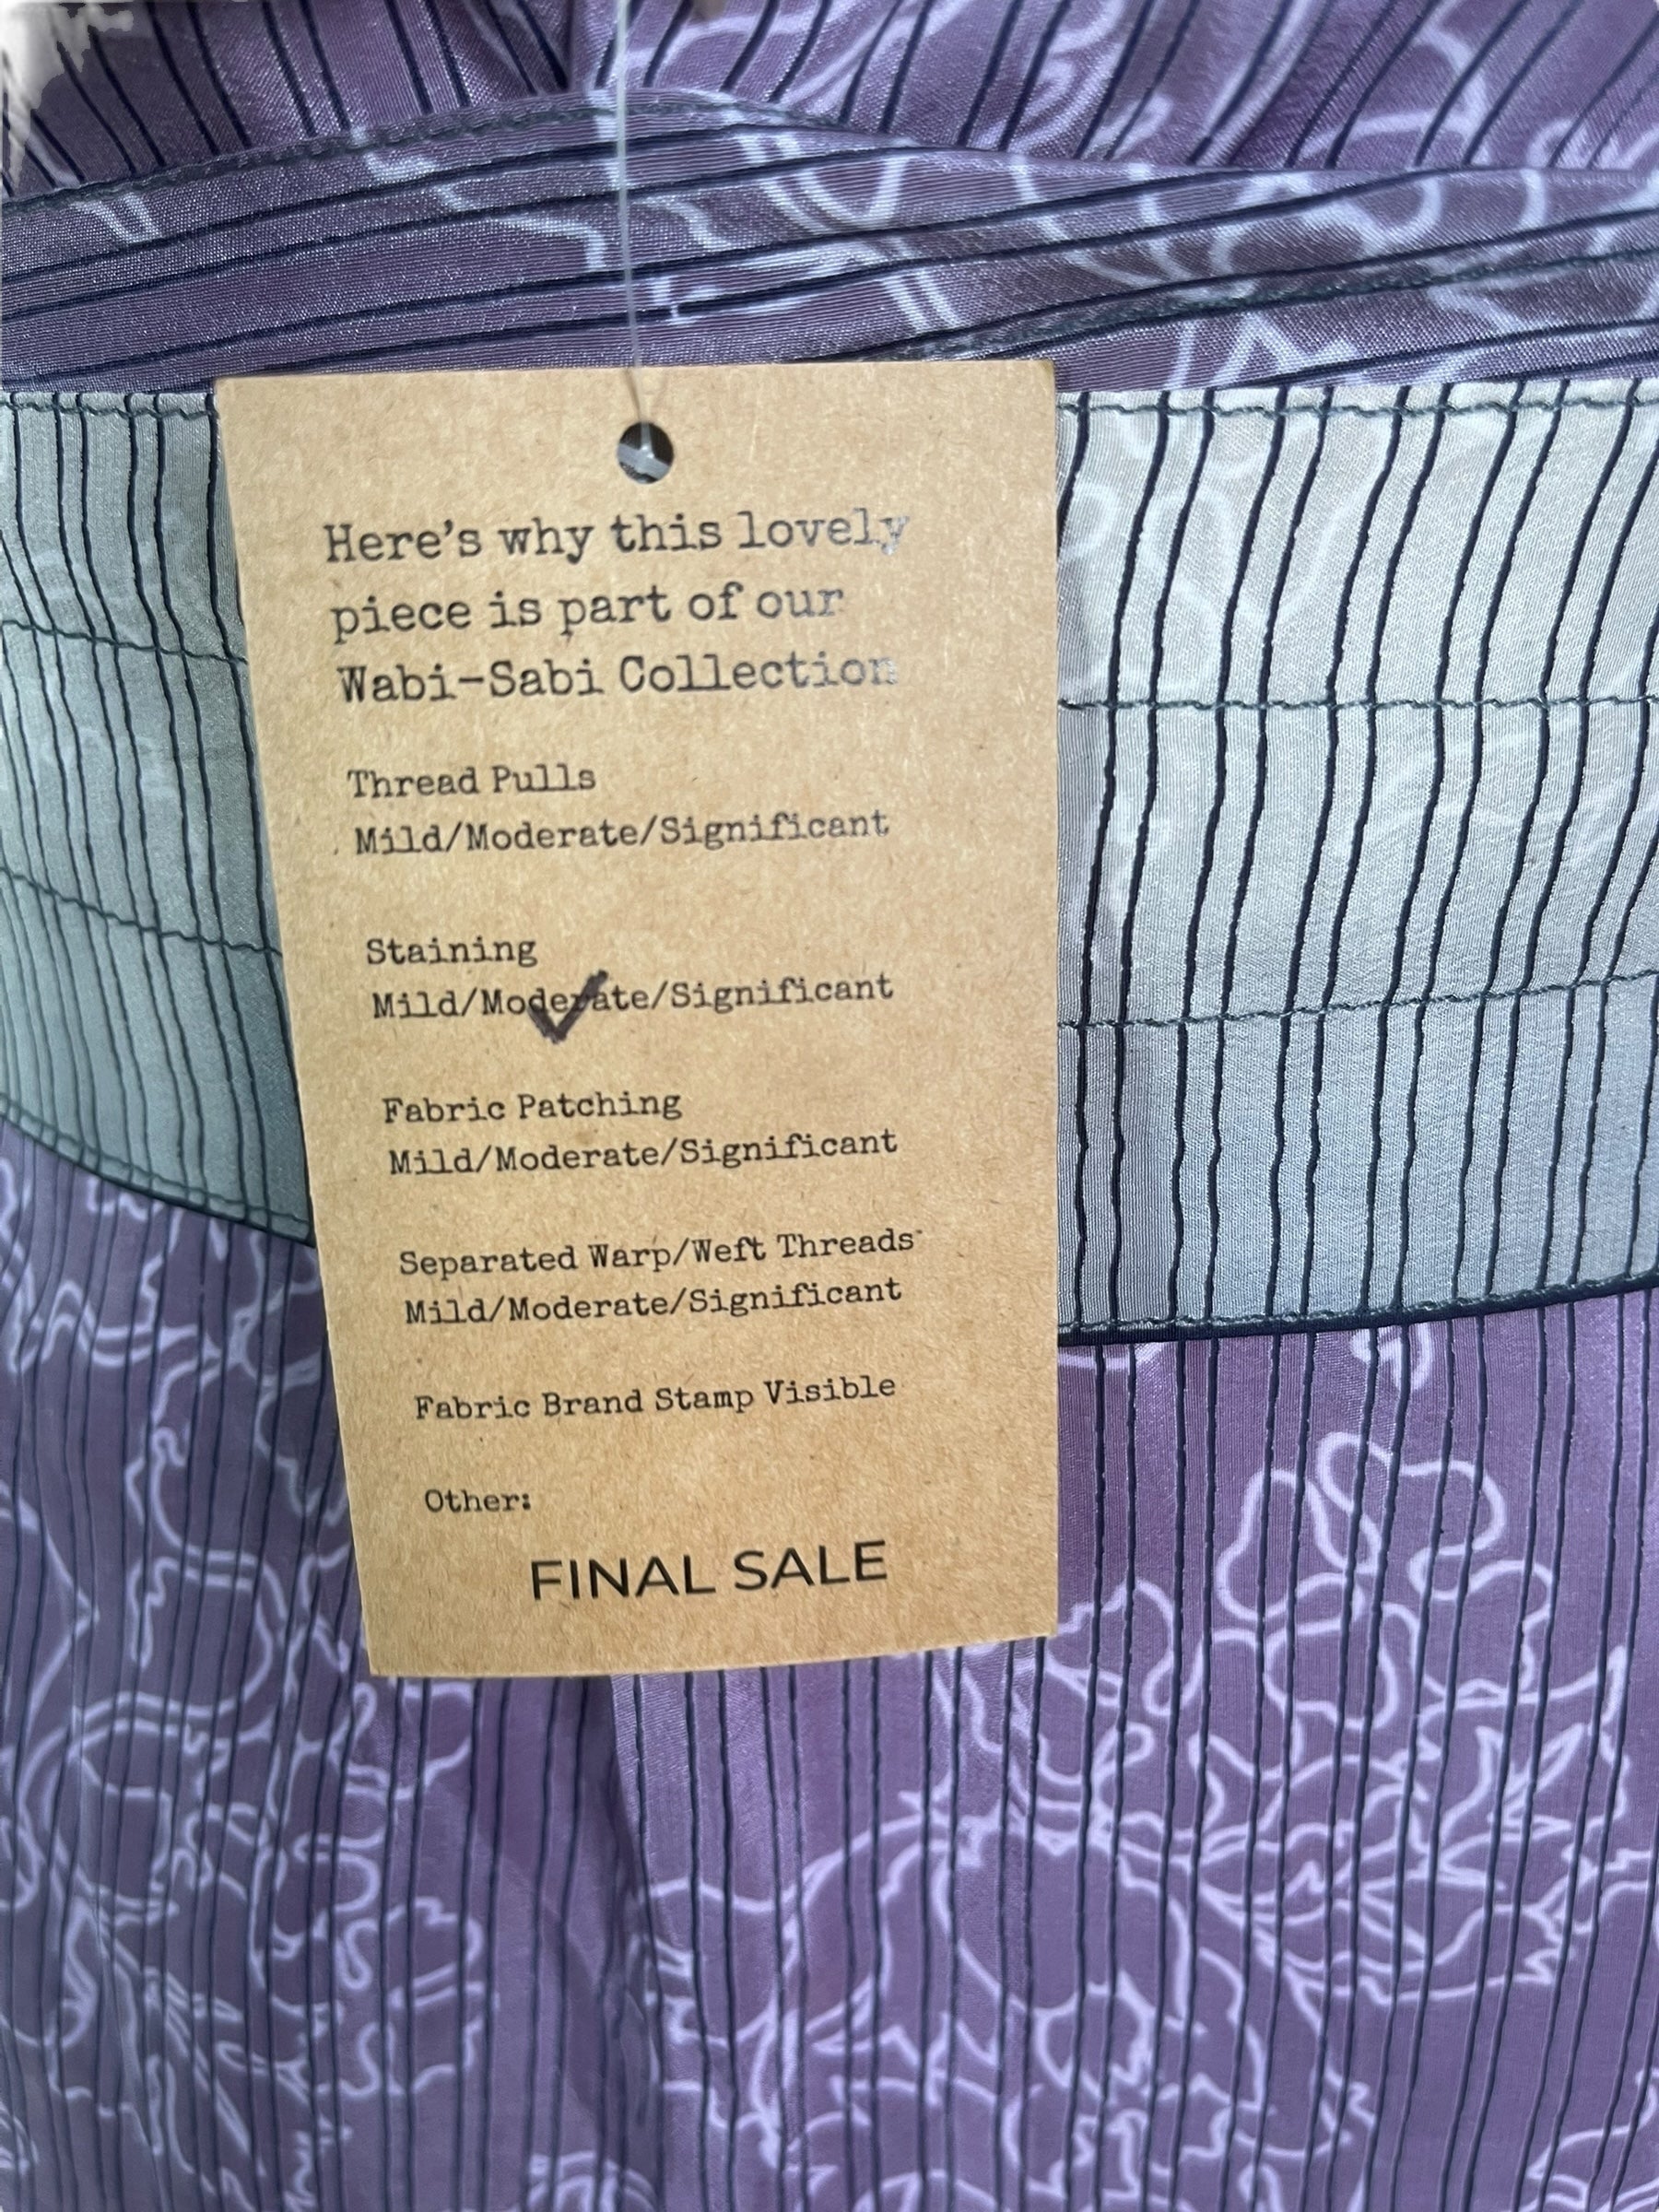 Here's why this lovely
piece is part of our
Wabi-Sabi Collection
Thread Pulls
Mild/Moderate/Significant
Staining
Mild/Moderate/Significant
Fabric Patching
Mild/Moderate/Significant
Separated Warp/Weft Threads
Mild/Moderate/Significant
Fabric Brand Stamp Visible
Other:
FINAL SALE